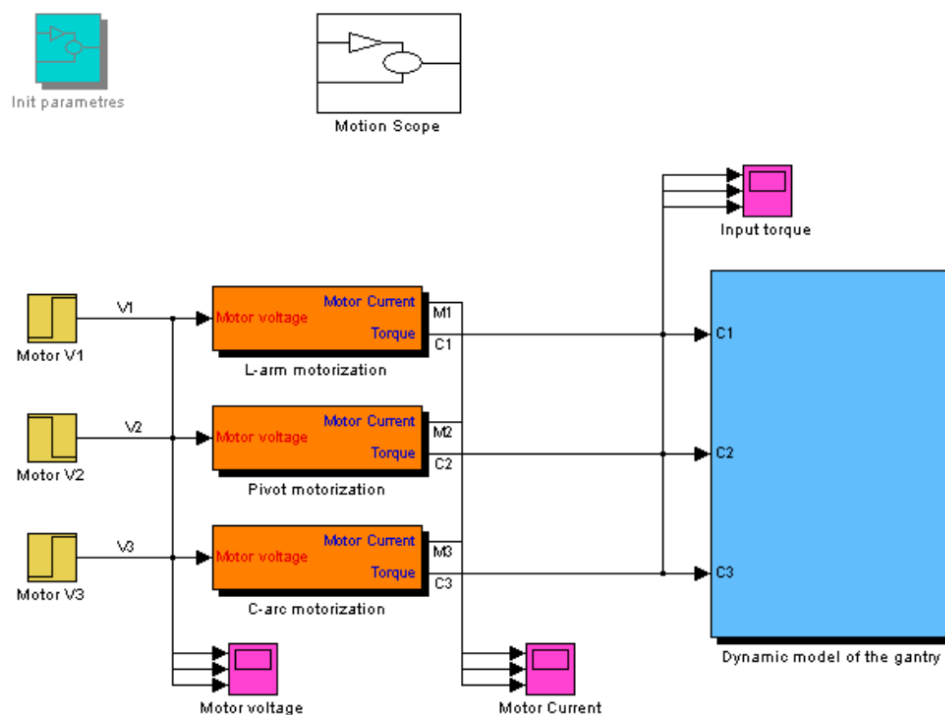 Init parametres
Motion Scope
Input torque
V1
Motor V1
Motor voltage
Motor Current
Torque
M1
C1
L-arm motorization
C1
V2
Motor V2
Motor voltage
Motor Current
Torque
M2
C2
Pivot motorization
C2
V3
Motor V3
Motor voltage
Motor Current
Torque
M3
C3
C-arc motorization
C3
Motor voltage
Motor Current
Dynamic model of the gantry